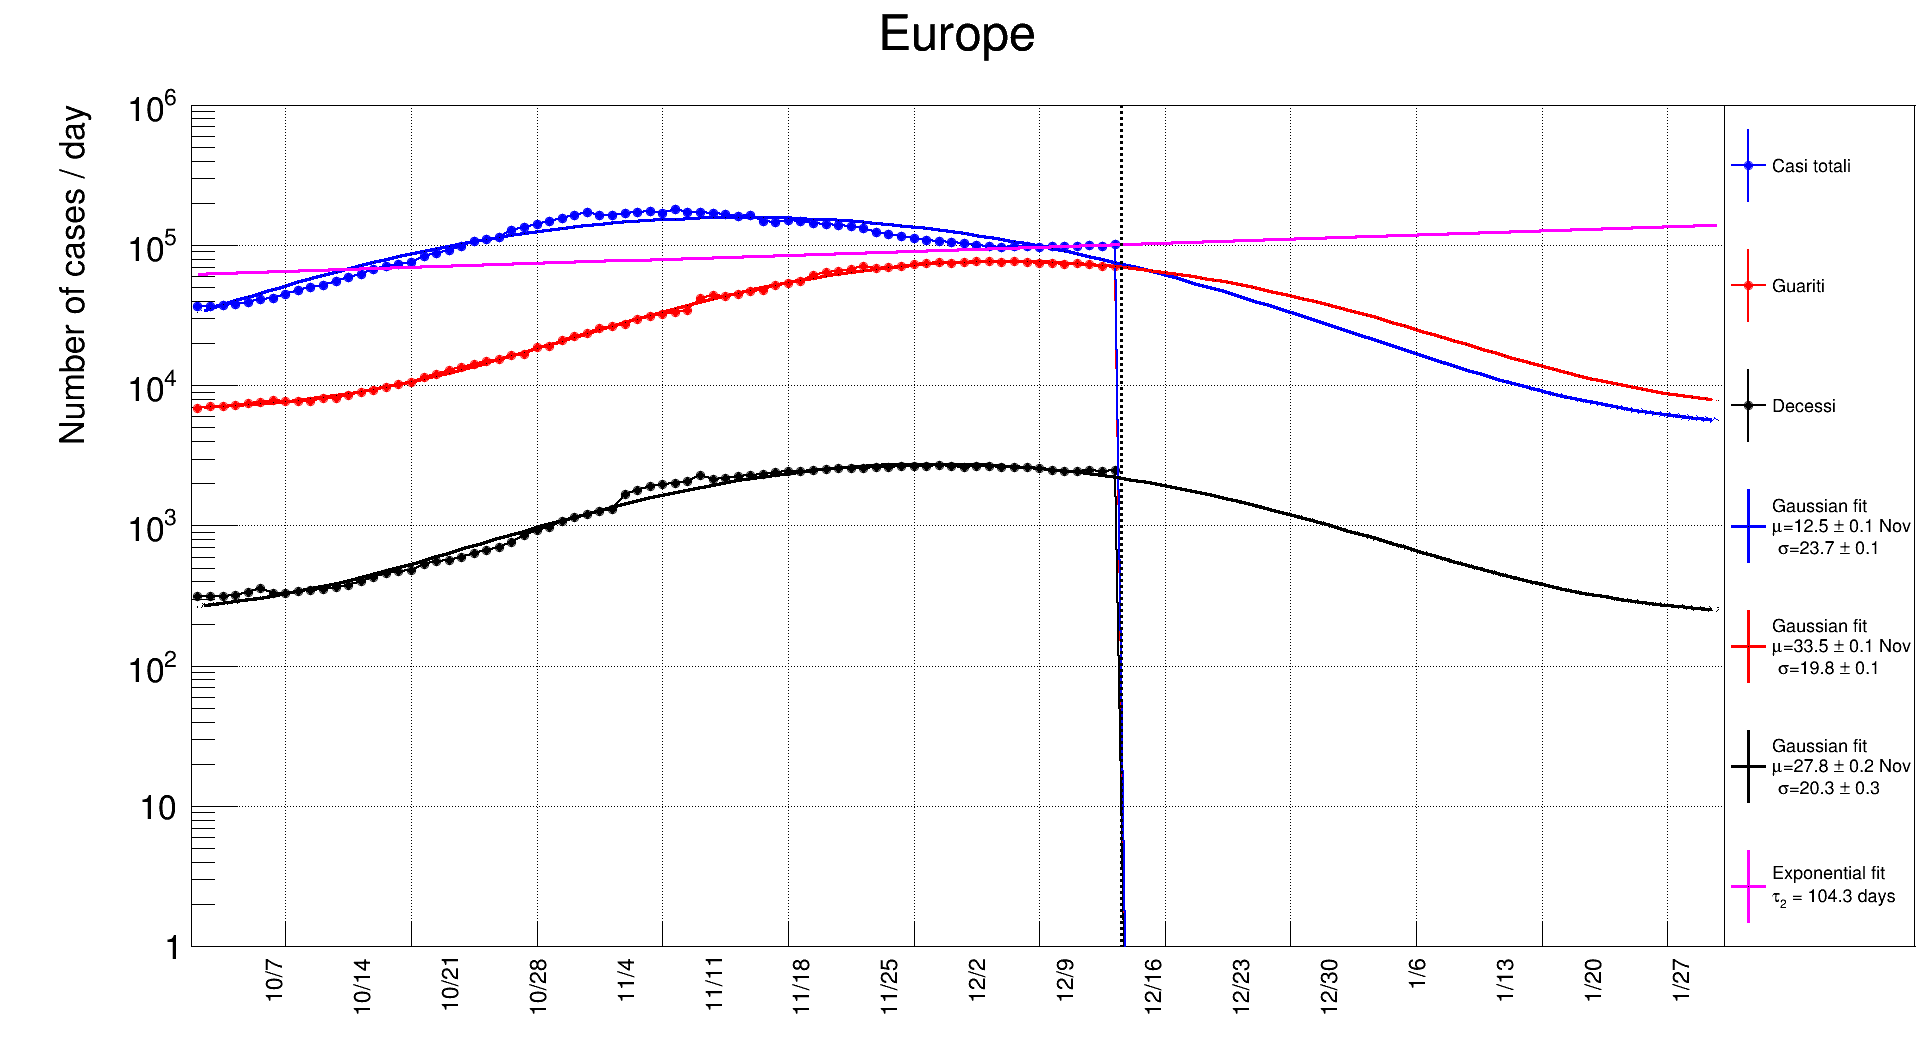 Europe
Number of cases / day
10^6
10^5
10^4
10^3
10^2
10
1
10/7
10/14
10/21
10/28
11/4
11/11
11/18
11/25
12/2
12/9
12/16
12/23
12/30
1/6
1/13
1/20
1/27
Casi totali
Guariti
Decessi
Gaussian fit
μ=12.5 ± 0.1 Nov
σ=23.7 ± 0.1
Gaussian fit
μ=33.5 ± 0.1 Nov
σ=19.8 ± 0.1
Gaussian fit
μ=27.8 ± 0.2 Nov
σ=20.3 ± 0.3
Exponential fit
τ_2 = 104.3 days